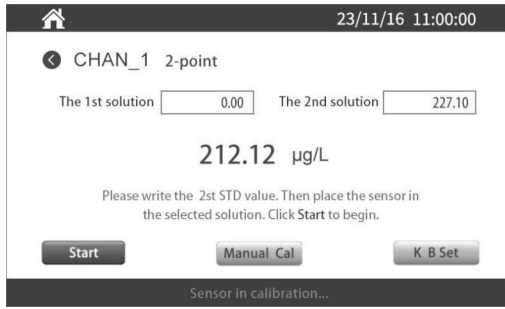 23/11/16 11:00:00
CHAN_1 2-point
The 1st solution 0.00 The 2nd solution 227.10
212.12 µg/L
Please write the 2st STD value. Then place the sensor in
the selected solution. Click Start to begin.
Start Manual Cal K B Set
Sensor in calibration...